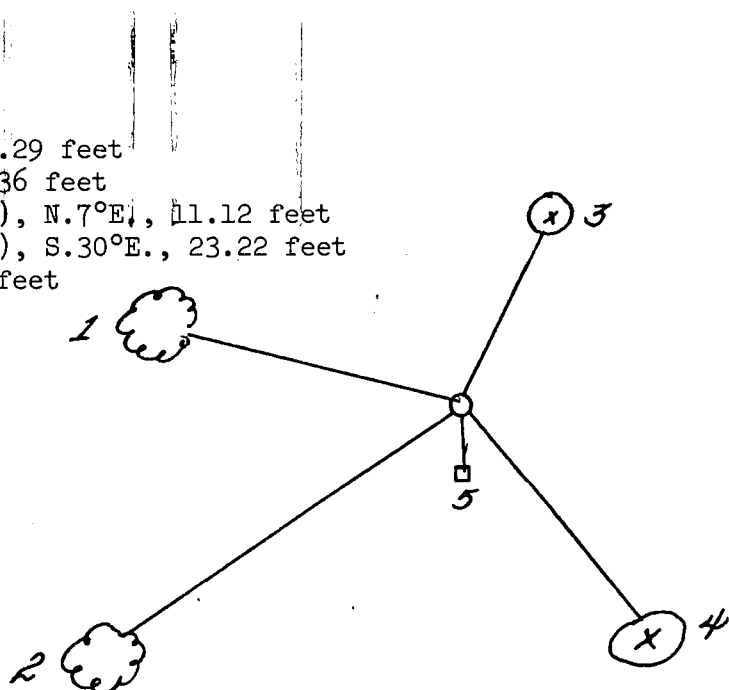 .29 feet
36 feet
), N.7°E., 11.12 feet
), S.30°E., 23.22 feet
feet
3
1
5
4
2